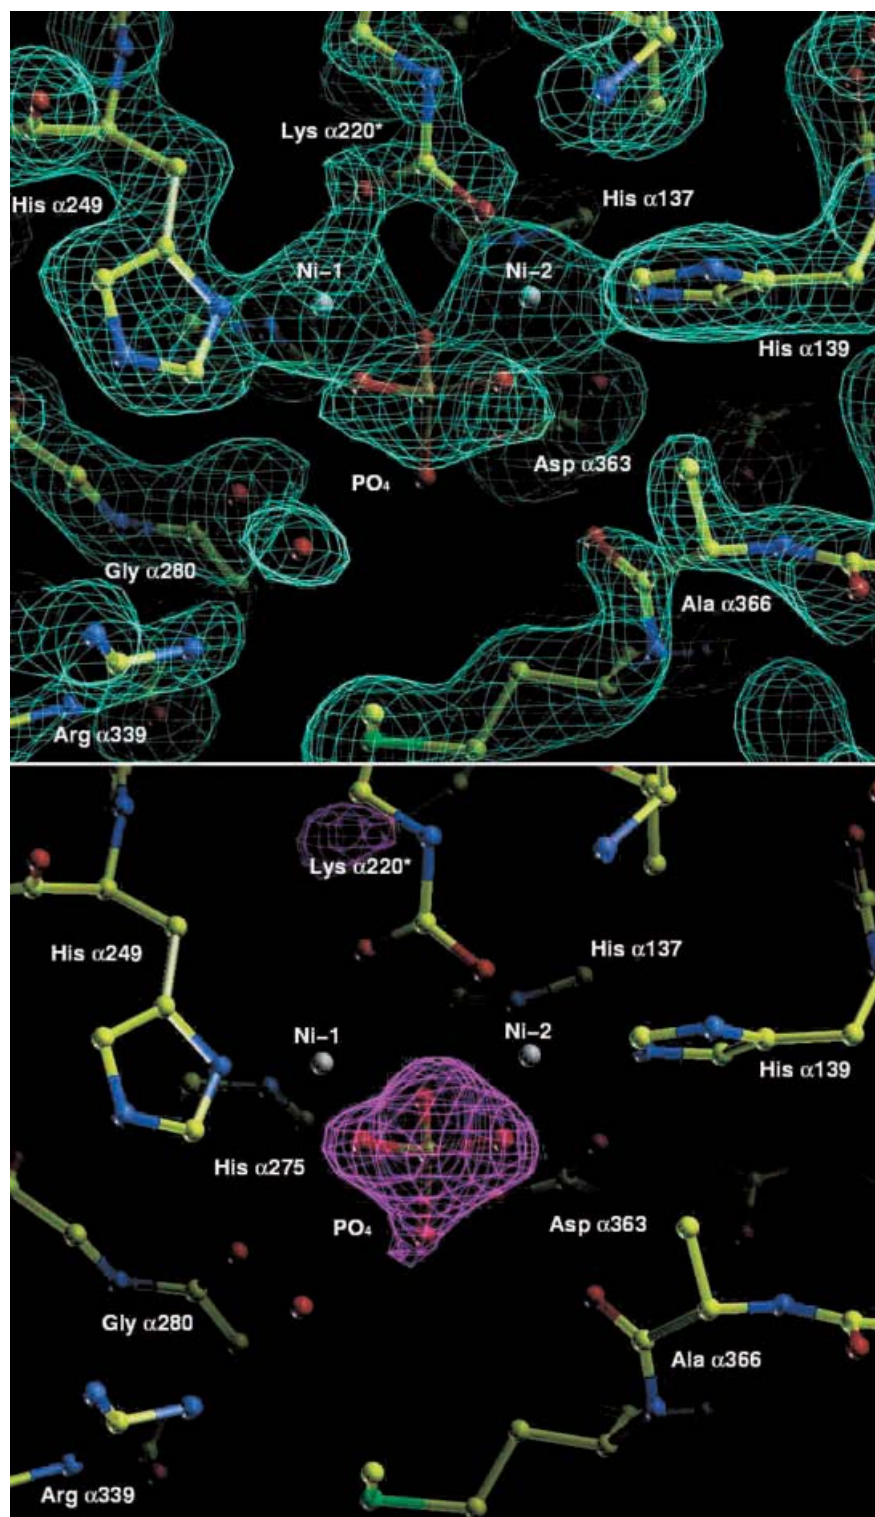 Lys α220*
His α249
His α137
Ni-1
Ni-2
His α139
PO₄
Asp α363
Gly α280
Ala α366
Arg α339
Lys α220*
His α249
His α137
Ni-1
Ni-2
His α139
His α275
PO₄
Asp α363
Gly α280
Ala α366
Arg α339